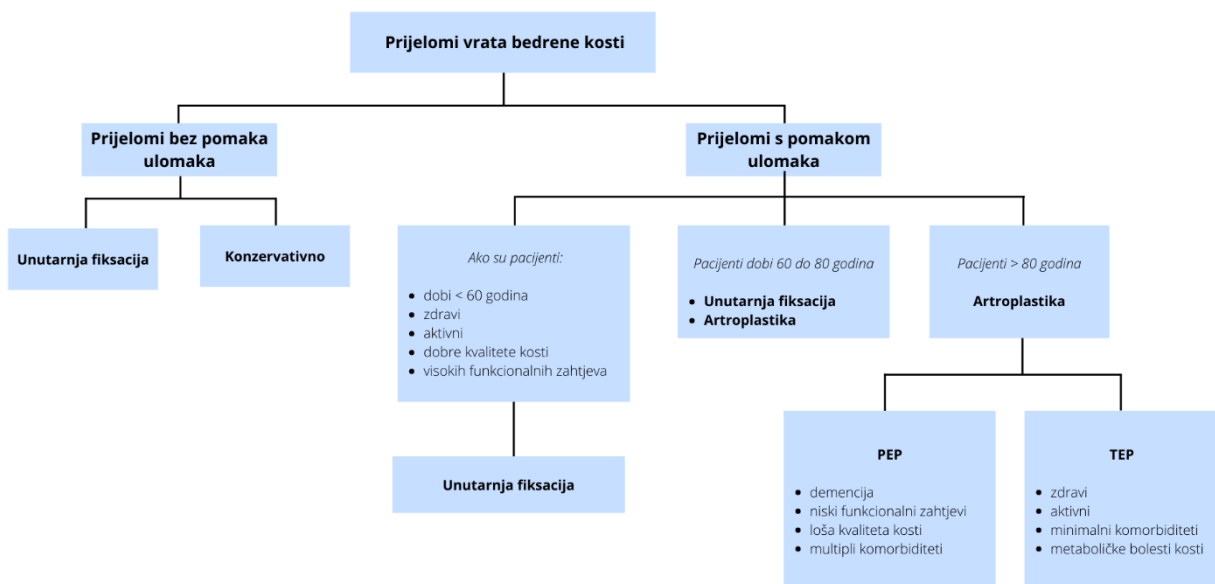 Prijelomi vrata bedrene kosti
Prijelomi bez pomaka
ulomaka
Prijelomi s pomakom
ulomaka
Unutarnja fiksacija
Konzervativno
Ako su pacijenti:
• dobi < 60 godina
• zdravi
• aktivni
• dobre kvalitete kosti
• visokih funkcionalnih zahtjeva
Pacijenti dobi 60 do 80 godina
• Unutarnja fiksacija
• Artroplastika
Pacijenti > 80 godina
Artroplastika
Unutarnja fiksacija
PEP
• demencija
• niski funkcionalni zahtjevi
• loša kvaliteta kosti
• multipli komorbiditeti
TEP
• zdravi
• aktivni
• minimalni komorbiditeti
• metaboličke bolesti kosti